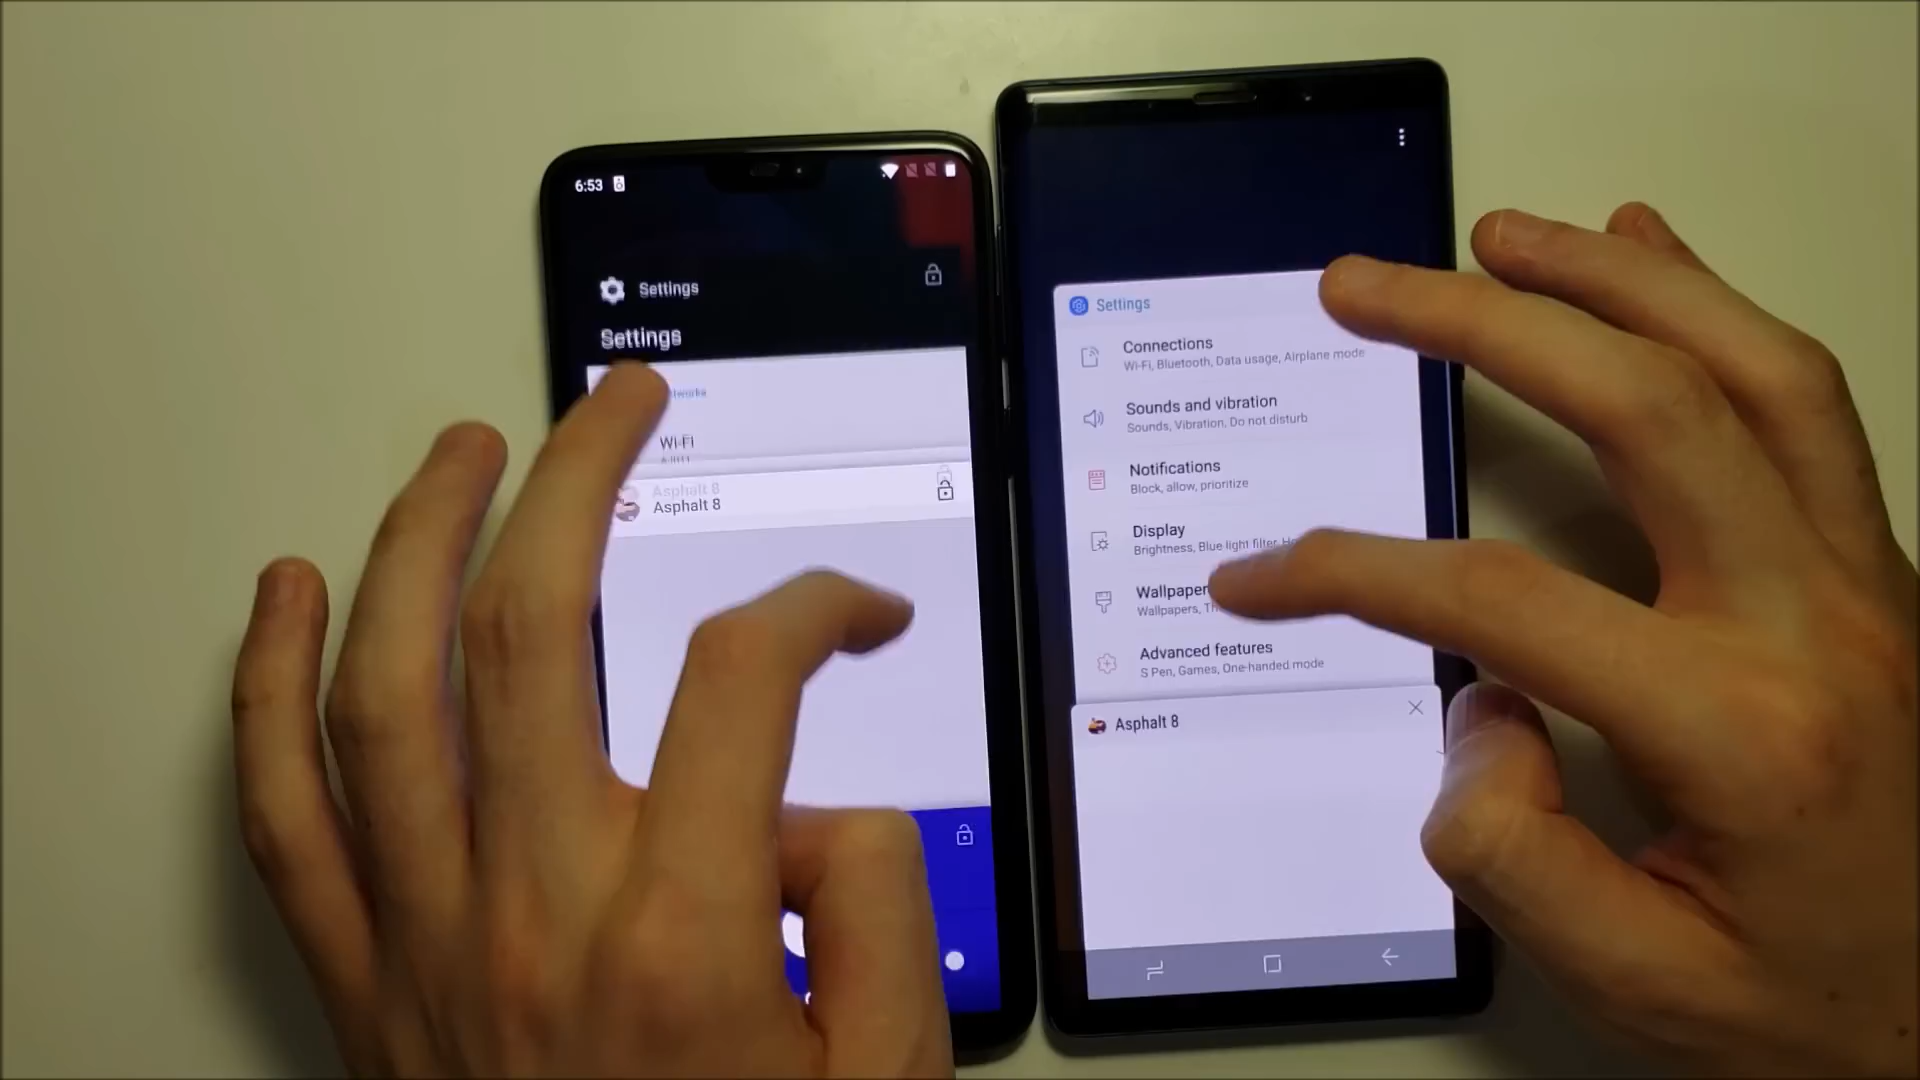 6:53
Settings
Settings
Wi-Fi
Asphalt 8
Asphalt 8
Settings
Connections
Wi-Fi, Bluetooth, Data usage, Airplane mode
Sounds and vibration
Sounds, Vibration, Do not disturb
Notifications
Block, allow, prioritize
Display
Brightness, Blue light filter,
Wallpaper
Wallpapers,
Advanced features
S Pen, Games, One-handed mode
Asphalt 8